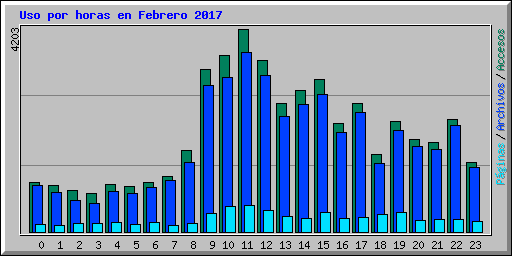 Uso por horas en Febrero 2017
4203
Páginas / Archivos / Accesos
0 1 2 3 4 5 6 7 8 9 10 11 12 13 14 15 16 17 18 19 20 21 22 23